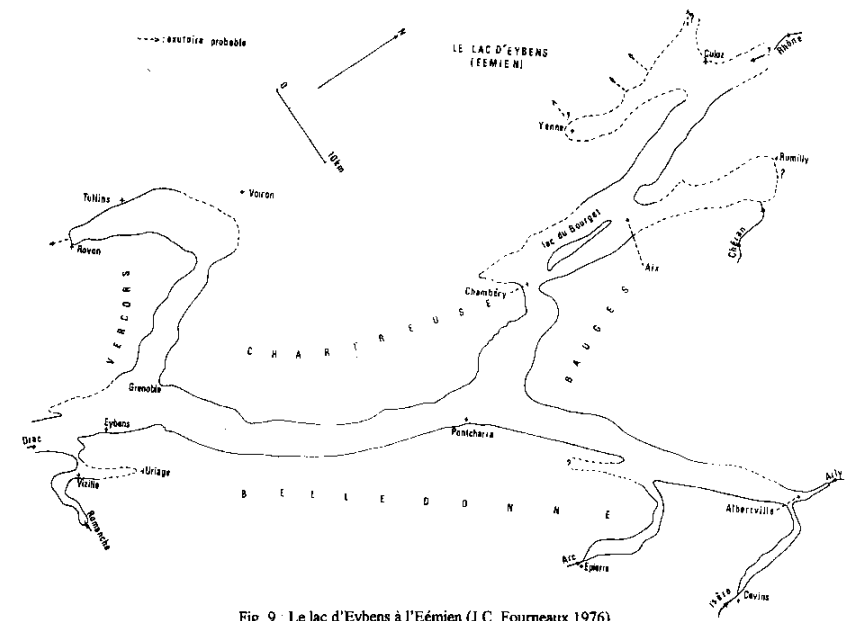 ----> : exutoire probable
N
LE LAC D'EYBENS
(EEMIEN)
0
10km
?
Culoz
?
Rhône
?
Yenne
Rumilly
?
Tullins
Voiron
Rovon
lac du Bourget
Chéran
Aix
Chambéry
VERCORS
CHARTREUSE
BAUGES
Grenoble
Eybens
Drac
Pontcharra
Uriage
Vizille
Romanche
BELLEDONNE
?
Arly
Albertville
Arc
Epierre
Isère
Cevins
Fig. 9 : Le lac d'Eybens à l'Eémien (J.C. Fourneaux 1976)